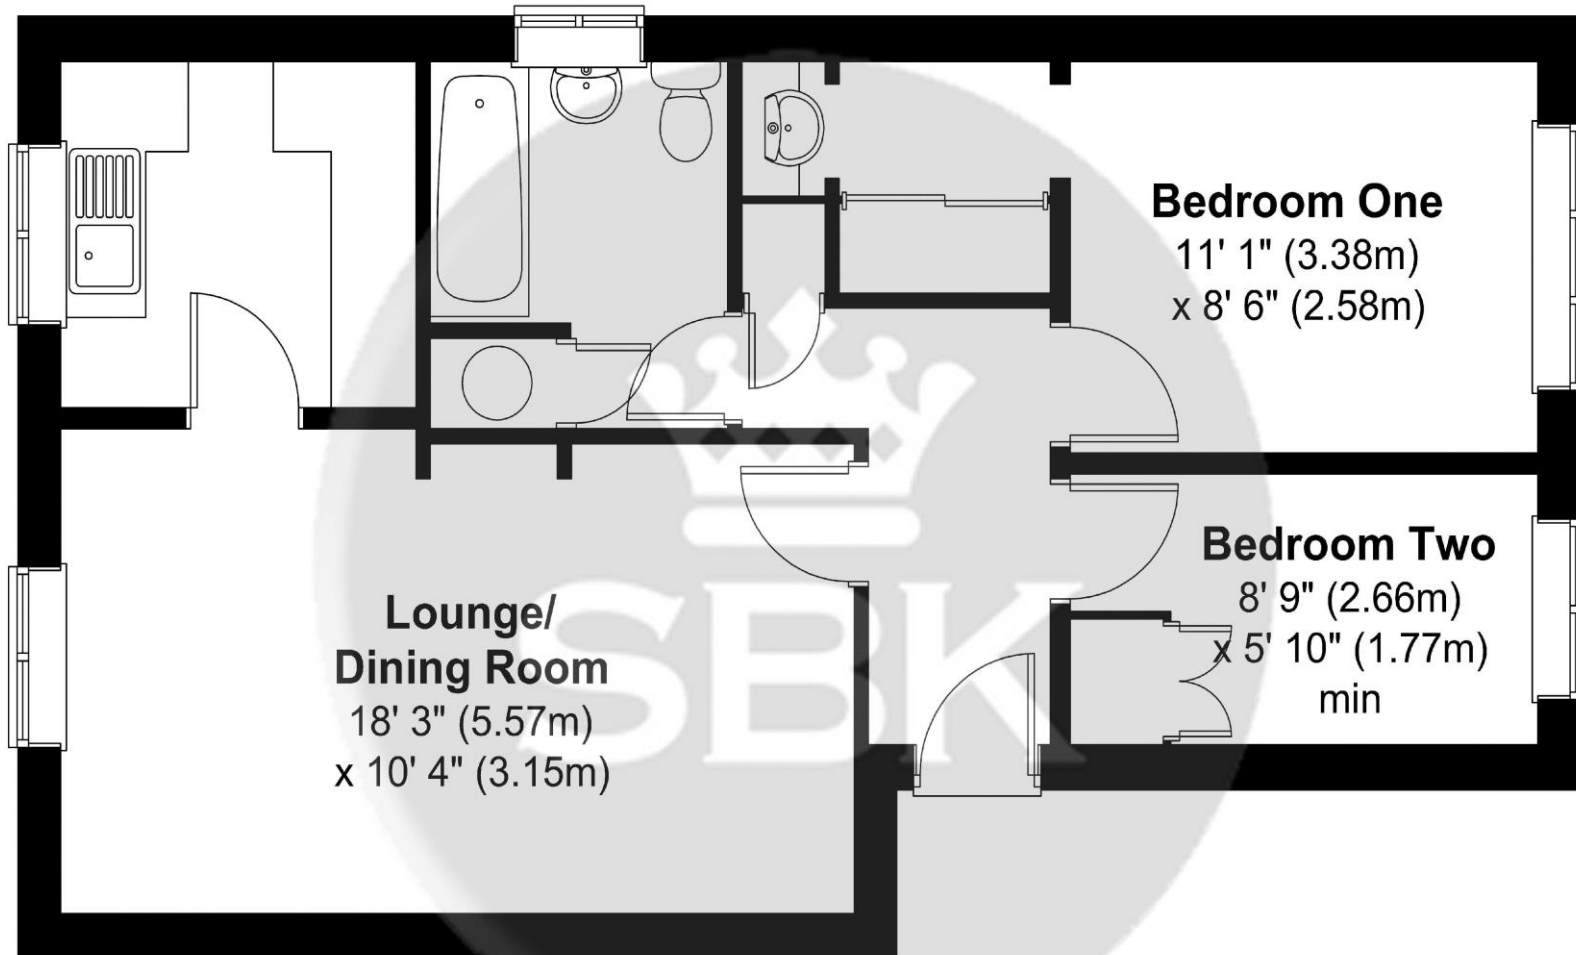 Bedroom One
11' 1" (3.38m)
x 8' 6" (2.58m)
Bedroom Two
8' 9" (2.66m)
x 5' 10" (1.77m)
min
Lounge/
Dining Room
18' 3" (5.57m)
x 10' 4" (3.15m)
SBK